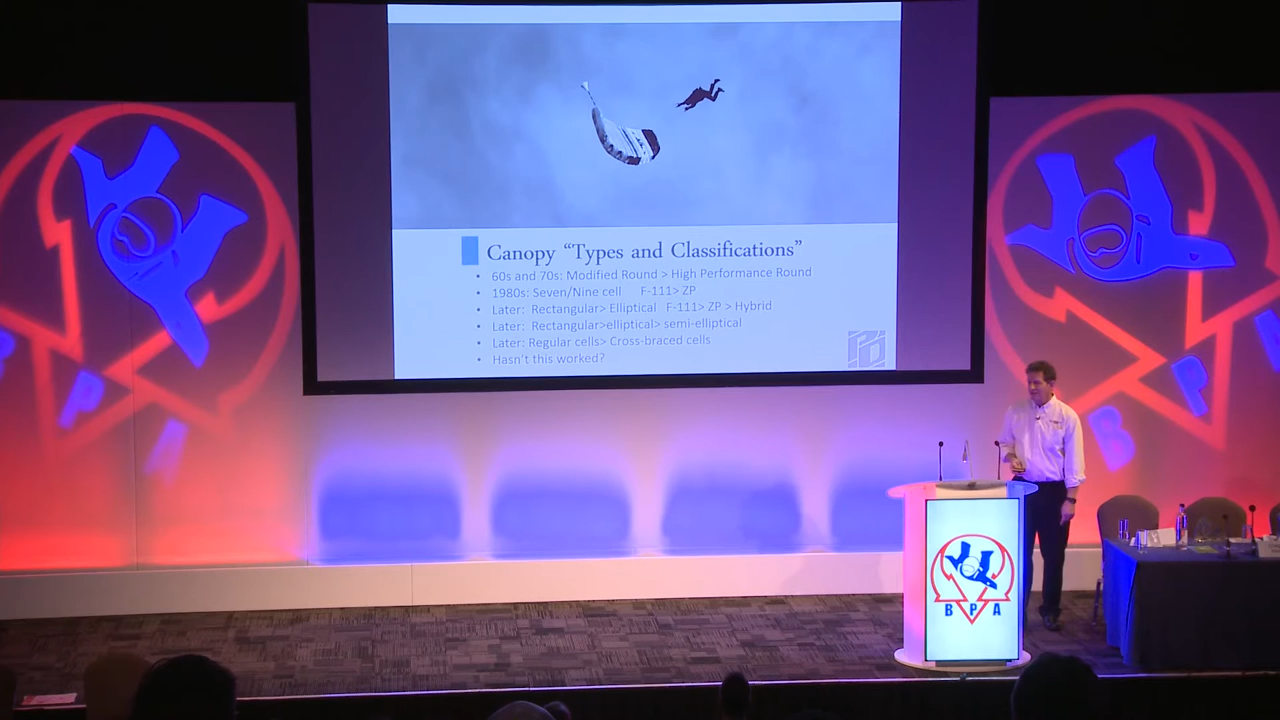 Canopy “Types and Classifications”
• 60s and 70s: Modified Round > High Performance Round
• 1980s: Seven/Nine cell F-111> ZP
• Later: Rectangular> Elliptical F-111> ZP > Hybrid
• Later: Rectangular>elliptical> semi-elliptical
• Later: Regular cells> Cross-braced cells
• Hasn’t this worked?
PD
B P A
B P A
B P A